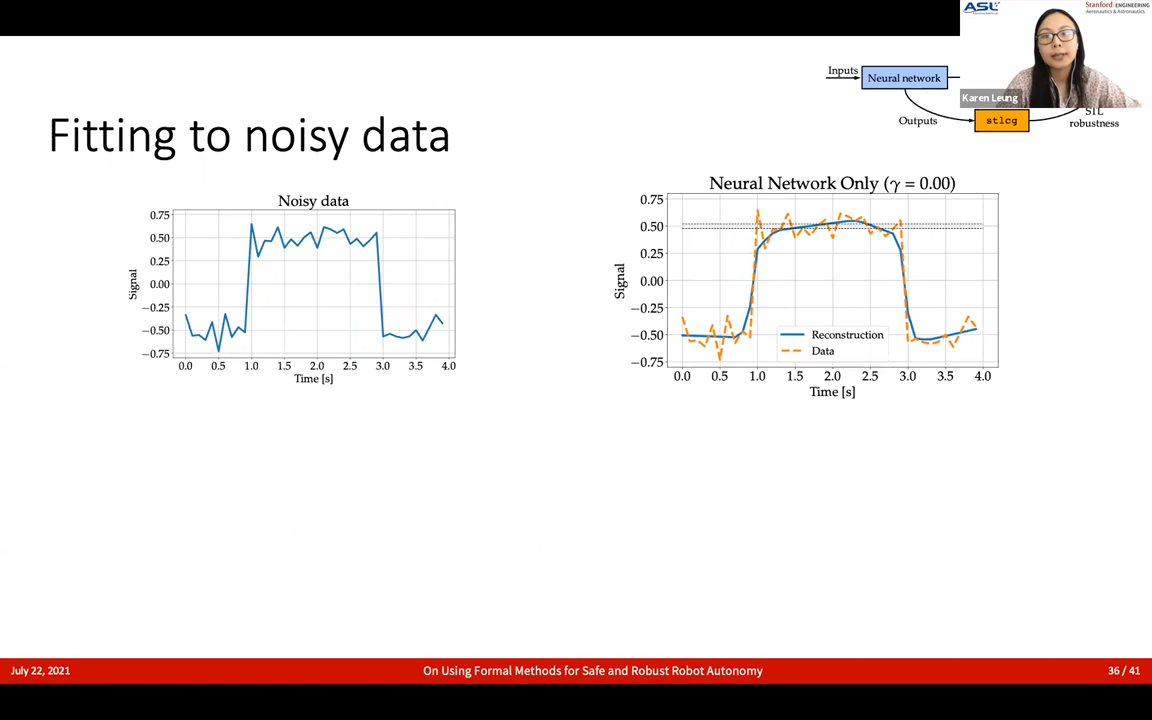 ASL
Stanford | ENGINEERING
Aeronautics & Astronautics
Karen Leung
Inputs
Neural network
Outputs
stlcg
STL
robustness
Fitting to noisy data
Noisy data
0.75
0.50
0.25
0.00
−0.25
−0.50
−0.75
Signal
0.0 0.5 1.0 1.5 2.0 2.5 3.0 3.5 4.0
Time [s]
Neural Network Only (γ = 0.00)
0.75
0.50
0.25
0.00
−0.25
−0.50
−0.75
Signal
Reconstruction
Data
0.0 0.5 1.0 1.5 2.0 2.5 3.0 3.5 4.0
Time [s]
July 22, 2021
On Using Formal Methods for Safe and Robust Robot Autonomy
36 / 41